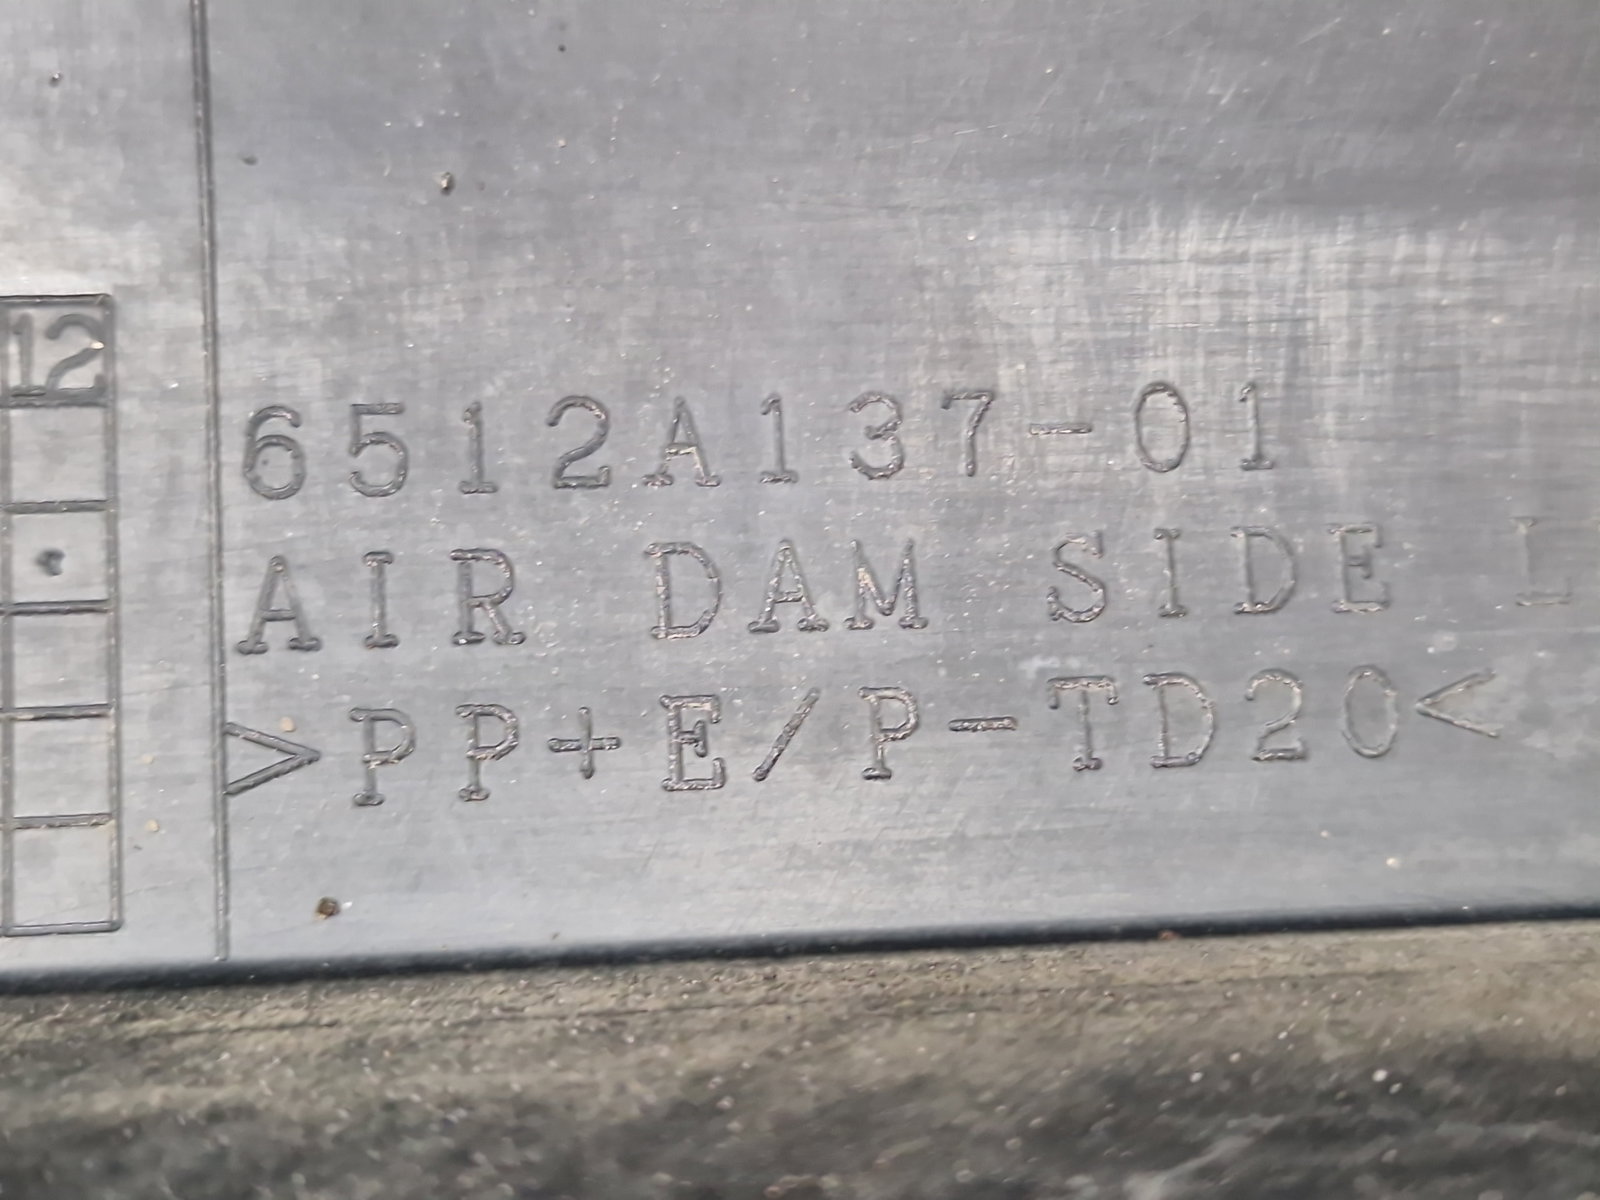 12
6512A137-01
AIR DAM SIDE L
>PP+E/P-TD20<